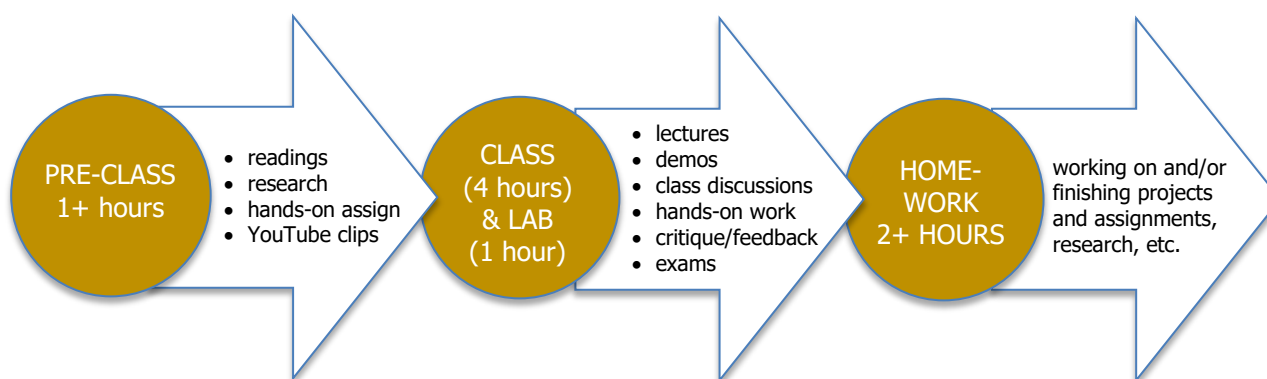 PRE-CLASS
1+ hours
• readings
• research
• hands-on assign
• YouTube clips
CLASS
(4 hours)
& LAB
(1 hour)
• lectures
• demos
• class discussions
• hands-on work
• critique/feedback
• exams
HOME-
WORK
2+ HOURS
working on and/or
finishing projects
and assignments,
research, etc.